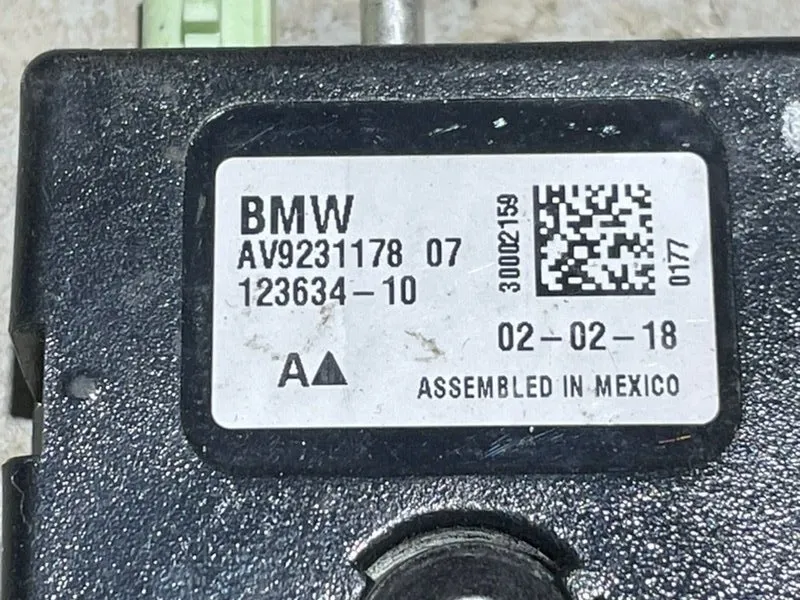 BMW
AV9231178 07
123634-10
30002159
0177
02-02-18
A
ASSEMBLED IN MEXICO